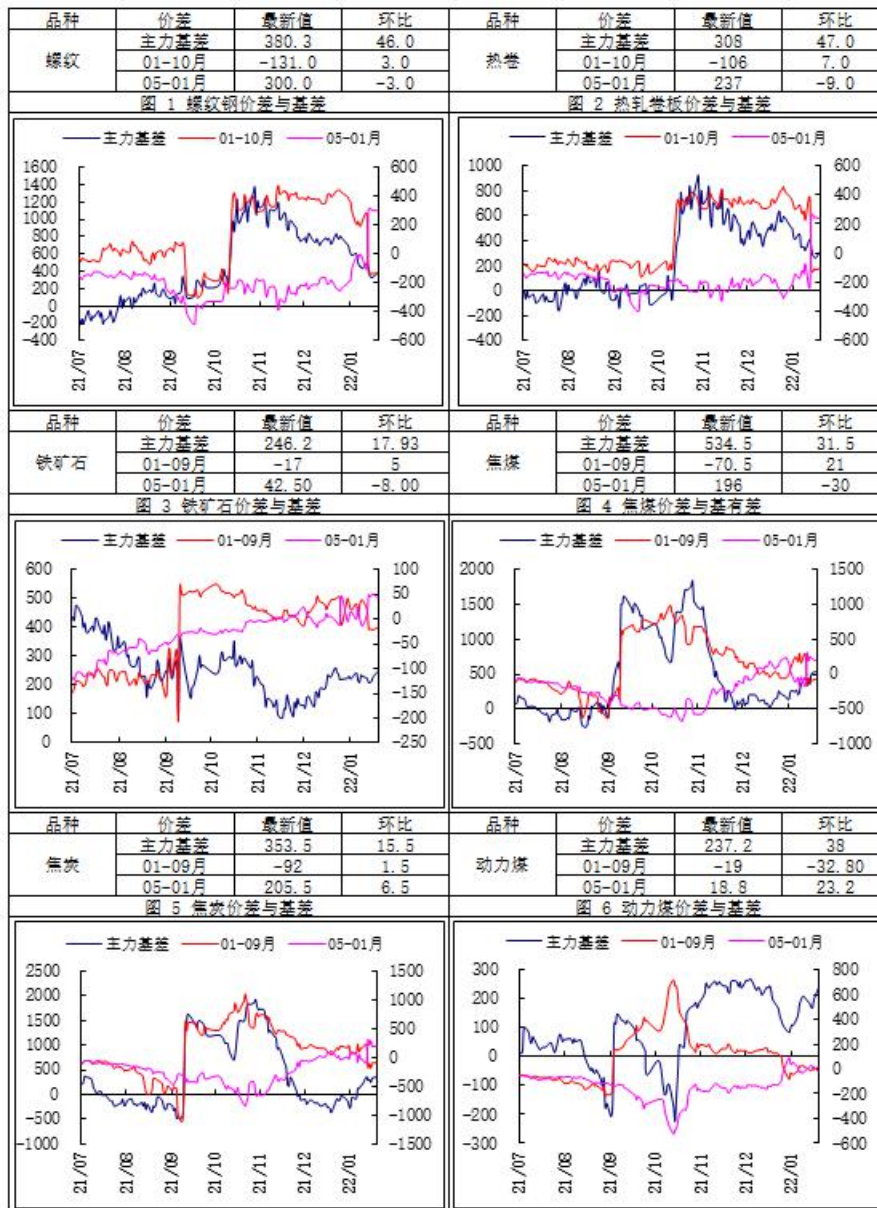 品种 价差 最新值 环比
螺纹 主力基差 380.3 46.0
01-10月 -131.0 3.0
05-01月 300.0 -3.0
图 1 螺纹钢价差与基差
主力基差 01-10月 05-01月
1600 1400 1200 1000 800 600 400 200 0 -200 -400
600 400 200 0 -200 -400 -600
21/07 21/08 21/09 21/10 21/11 21/12 22/01
品种 价差 最新值 环比
热卷 主力基差 308 47.0
01-10月 -106 7.0
05-01月 237 -9.0
图 2 热轧卷板价差与基差
主力基差 01-10月 05-01月
1000 800 600 400 200 0 -200 -400
600 400 200 0 -200 -400 -600
21/07 21/08 21/09 21/10 21/11 21/12 22/01
品种 价差 最新值 环比
铁矿石 主力基差 246.2 17.93
01-09月 -17 5
05-01月 42.50 -8.00
图 3 铁矿石价差与基差
主力基差 01-09月 05-01月
600 500 400 300 200 100 0
100 50 0 -50 -100 -150 -200 -250
21/07 21/08 21/09 21/10 21/11 21/12 22/01
品种 价差 最新值 环比
焦煤 主力基差 534.5 31.5
01-09月 -70.5 21
05-01月 196 -30
图 4 焦煤价差与基有差
主力基差 01-09月 05-01月
2000 1500 1000 500 0 -500
1500 1000 500 0 -500 -1000
21/07 21/08 21/09 21/10 21/11 21/12 22/01
品种 价差 最新值 环比
焦炭 主力基差 353.5 15.5
01-09月 -92 1.5
05-01月 205.5 6.5
图 5 焦炭价差与基差
主力基差 01-09月 05-01月
2500 2000 1500 1000 500 0 -500 -1000
1500 1000 500 0 -500 -1000 -1500
21/07 21/08 21/09 21/10 21/11 21/12 22/01
品种 价差 最新值 环比
动力煤 主力基差 237.2 38
01-09月 -19 -32.80
05-01月 18.8 23.2
图 6 动力煤价差与基差
主力基差 01-09月 05-01月
300 200 100 0 -100 -200 -300
800 600 400 200 0 -200 -400 -600
21/07 21/08 21/09 21/10 21/11 21/12 22/01